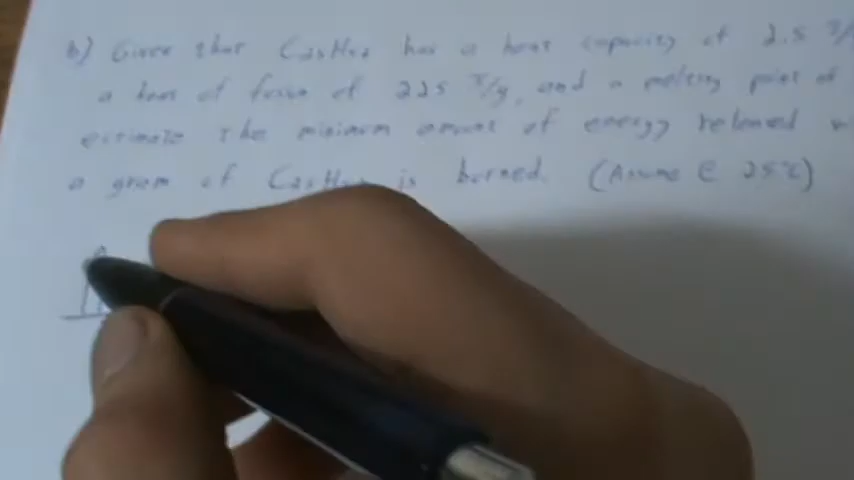 b) Given that C25H52 has a heat capacity of 2.5 J/
a heat of fusion of 225 J/g, and a melting point of
estimate the minimum amount of energy released
a gram of C25H52 is burned. (Assume @ 25°C)